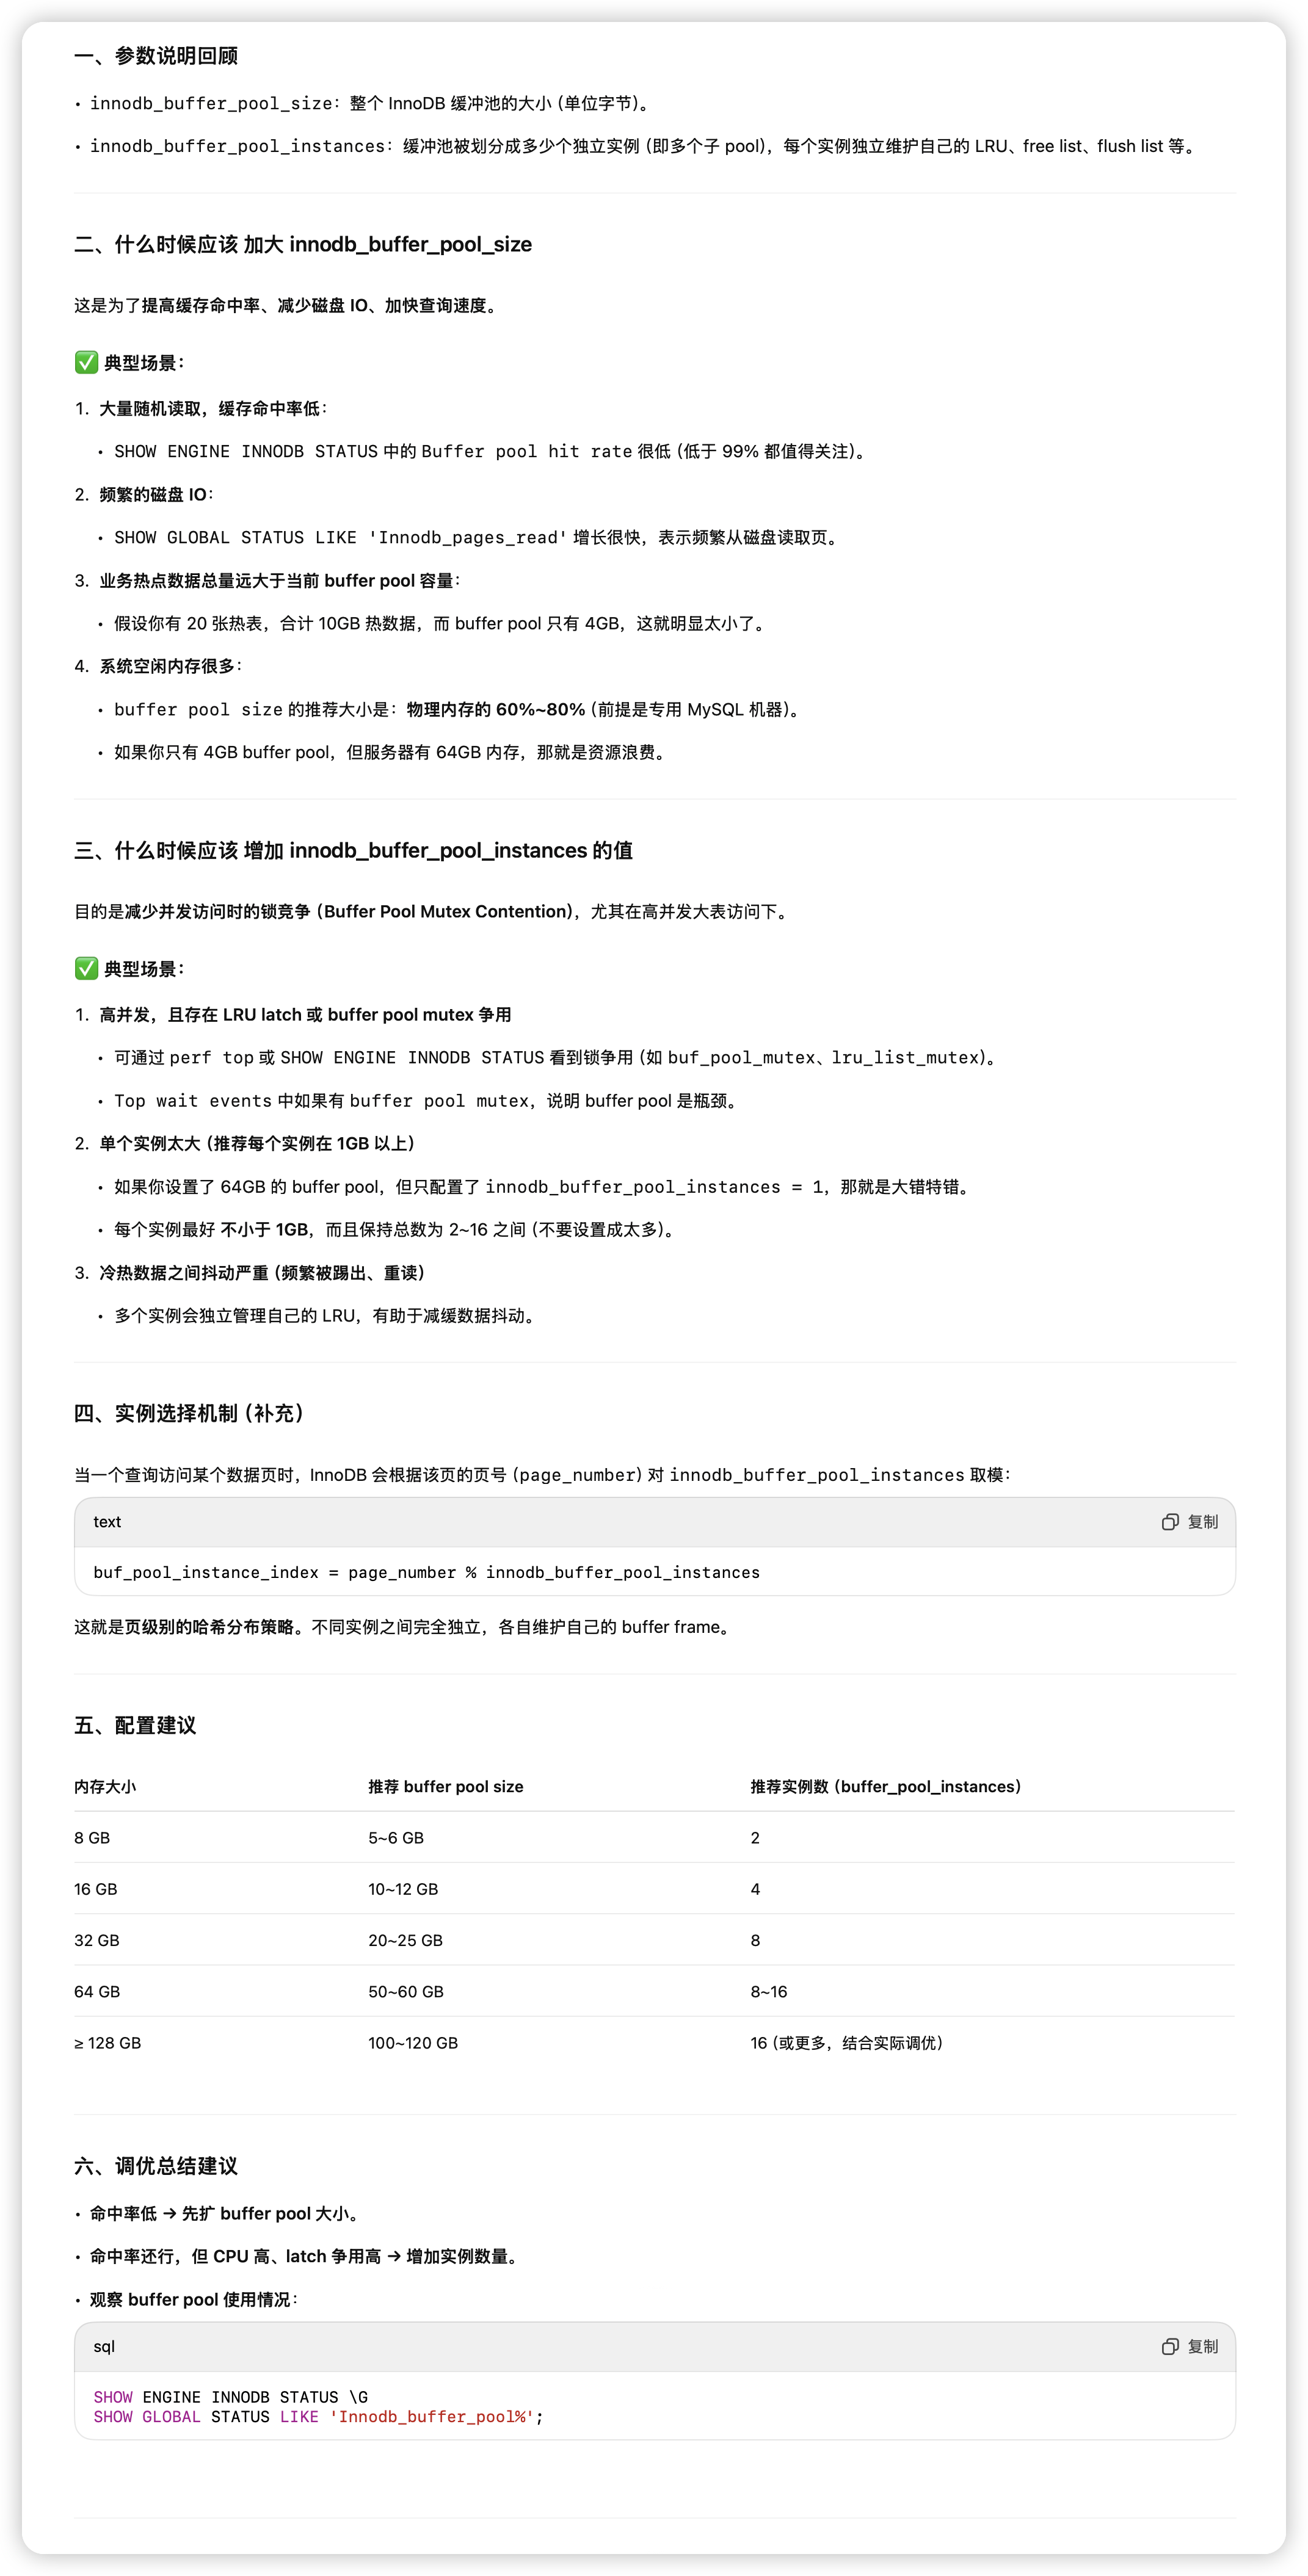 一、参数说明回顾
• innodb_buffer_pool_size：整个 InnoDB 缓冲池的大小（单位字节）。
• innodb_buffer_pool_instances：缓冲池被划分成多少个独立实例（即多个子 pool），每个实例独立维护自己的 LRU、free list、flush list 等。
二、什么时候应该 加大 innodb_buffer_pool_size
这是为了提高缓存命中率、减少磁盘 IO、加快查询速度。
✅ 典型场景：
1. 大量随机读取，缓存命中率低：
• SHOW ENGINE INNODB STATUS 中的 Buffer pool hit rate 很低（低于 99% 都值得关注）。
2. 频繁的磁盘 IO：
• SHOW GLOBAL STATUS LIKE 'Innodb_pages_read' 增长很快，表示频繁从磁盘读取页。
3. 业务热点数据总量远大于当前 buffer pool 容量：
• 假设你有 20 张热表，合计 10GB 热数据，而 buffer pool 只有 4GB，这就明显太小了。
4. 系统空闲内存很多：
• buffer pool size 的推荐大小是：物理内存的 60%~80%（前提是专用 MySQL 机器）。
• 如果你只有 4GB buffer pool，但服务器有 64GB 内存，那就是资源浪费。
三、什么时候应该 增加 innodb_buffer_pool_instances 的值
目的是减少并发访问时的锁竞争（Buffer Pool Mutex Contention），尤其在高并发大表访问下。
✅ 典型场景：
1. 高并发，且存在 LRU latch 或 buffer pool mutex 争用
• 可通过 perf top 或 SHOW ENGINE INNODB STATUS 看到锁争用（如 buf_pool_mutex、lru_list_mutex）。
• Top wait events 中如果有 buffer pool mutex，说明 buffer pool 是瓶颈。
2. 单个实例太大（推荐每个实例在 1GB 以上）
• 如果你设置了 64GB 的 buffer pool，但只配置了 innodb_buffer_pool_instances = 1，那就是大错特错。
• 每个实例最好 不小于 1GB，而且保持总数为 2~16 之间（不要设置成太多）。
3. 冷热数据之间抖动严重（频繁被踢出、重读）
• 多个实例会独立管理自己的 LRU，有助于减缓数据抖动。
四、实例选择机制（补充）
当一个查询访问某个数据页时，InnoDB 会根据该页的页号（page_number）对 innodb_buffer_pool_instances 取模：
text 复制
buf_pool_instance_index = page_number % innodb_buffer_pool_instances
这就是页级别的哈希分布策略。不同实例之间完全独立，各自维护自己的 buffer frame。
五、配置建议
内存大小 推荐 buffer pool size 推荐实例数（buffer_pool_instances）
8 GB 5~6 GB 2
16 GB 10~12 GB 4
32 GB 20~25 GB 8
64 GB 50~60 GB 8~16
≥ 128 GB 100~120 GB 16（或更多，结合实际调优）
六、调优总结建议
• 命中率低 → 先扩 buffer pool 大小。
• 命中率还行，但 CPU 高、latch 争用高 → 增加实例数量。
• 观察 buffer pool 使用情况：
sql 复制
SHOW ENGINE INNODB STATUS \G
SHOW GLOBAL STATUS LIKE 'Innodb_buffer_pool%';